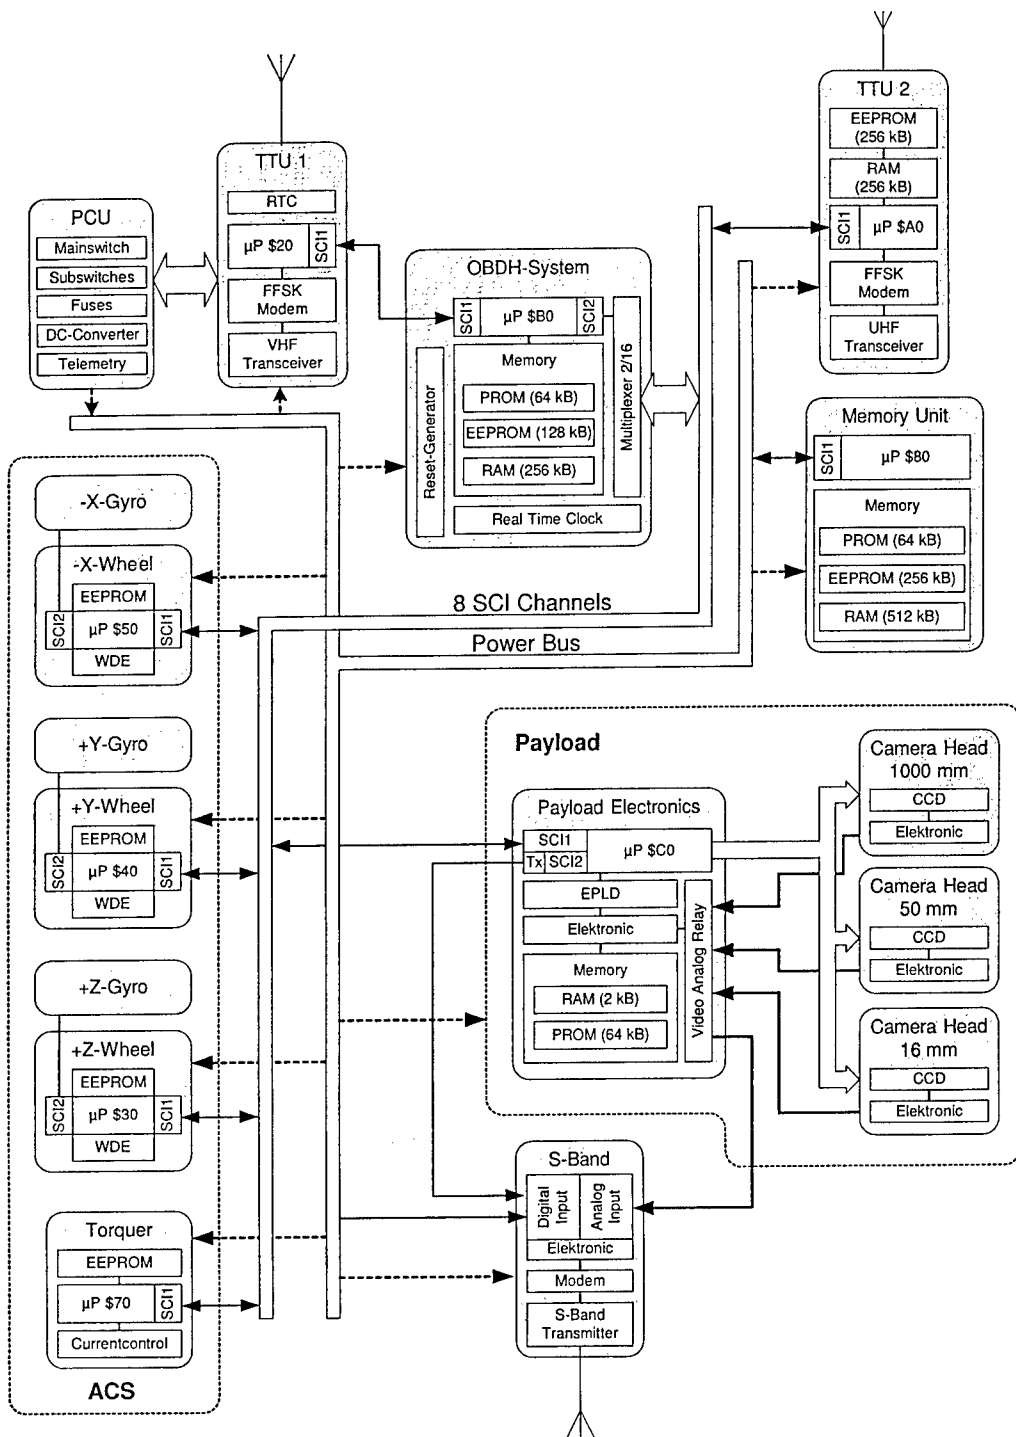 TTU 1
RTC
µP $20
SCI1
FFSK
Modem
VHF
Transceiver
PCU
Mainswitch
Subswitches
Fuses
DC-Converter
Telemetry
OBDH-System
SCI1
µP $B0
SCI2
Memory
PROM (64 kB)
EEPROM (128 kB)
RAM (256 kB)
Reset-Generator
Multiplexer 2/16
Real Time Clock
TTU 2
EEPROM
(256 kB)
RAM
(256 kB)
SCI1
µP $A0
FFSK
Modem
UHF
Transceiver
Memory Unit
SCI1
µP $80
Memory
PROM (64 kB)
EEPROM (256 kB)
RAM (512 kB)
8 SCI Channels
Power Bus
-X-Gyro
-X-Wheel
EEPROM
SCI2
µP $50
SCI1
WDE
+Y-Gyro
+Y-Wheel
EEPROM
SCI2
µP $40
SCI1
WDE
+Z-Gyro
+Z-Wheel
EEPROM
SCI2
µP $30
SCI1
WDE
Torquer
EEPROM
µP $70
SCI1
Currentcontrol
ACS
Payload
Payload Electronics
SCI1
Tx SCI2
µP $C0
EPLD
Elektronic
Memory
RAM (2 kB)
PROM (64 kB)
Video Analog Relay
Camera Head
1000 mm
CCD
Elektronic
Camera Head
50 mm
CCD
Elektronic
Camera Head
16 mm
CCD
Elektronic
S-Band
Digital
Input
Analog
Input
Elektronic
Modem
S-Band
Transmitter